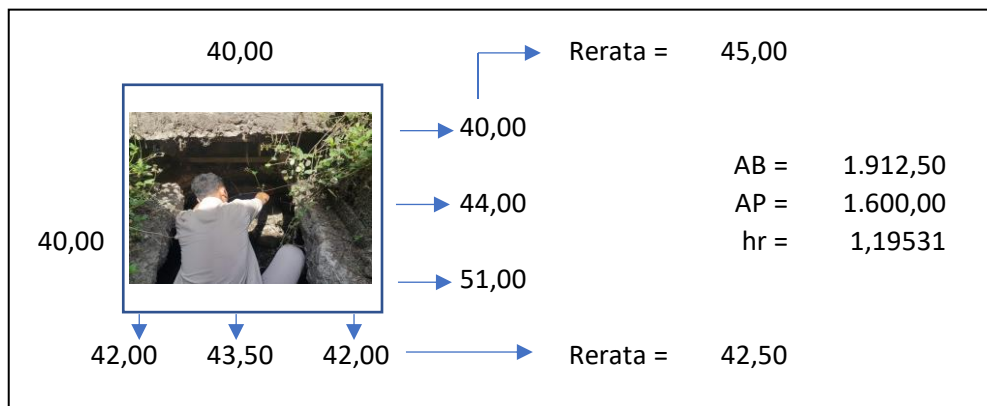 40,00 Rerata = 45,00
40,00
AB = 1.912,50
44,00 AP = 1.600,00
40,00 hr = 1,19531
51,00
42,00 43,50 42,00 Rerata = 42,50